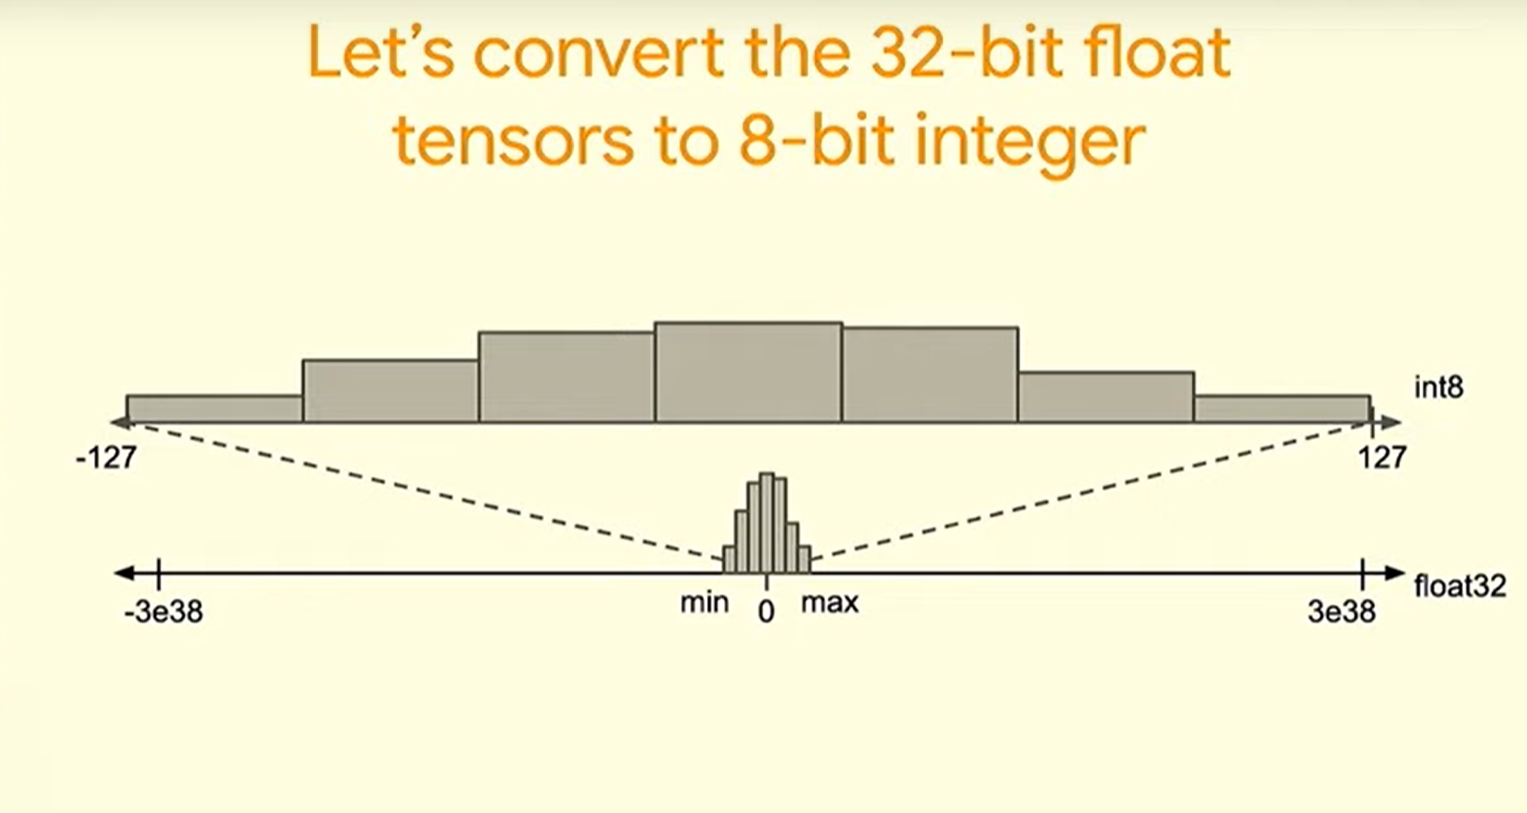 Let’s convert the 32-bit float
tensors to 8-bit integer
int8
-127
127
min
0
max
float32
-3e38
3e38